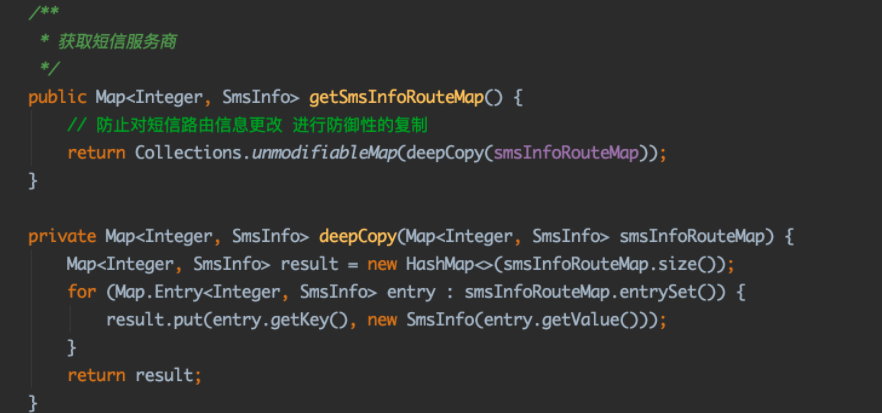 /**
 * 获取短信服务商
 */
public Map<Integer, SmsInfo> getSmsInfoRouteMap() {
    // 防止对短信路由信息更改 进行防御性的复制
    return Collections.unmodifiableMap(deepCopy(smsInfoRouteMap));
}

private Map<Integer, SmsInfo> deepCopy(Map<Integer, SmsInfo> smsInfoRouteMap) {
    Map<Integer, SmsInfo> result = new HashMap<>(smsInfoRouteMap.size());
    for (Map.Entry<Integer, SmsInfo> entry : smsInfoRouteMap.entrySet()) {
        result.put(entry.getKey(), new SmsInfo(entry.getValue()));
    }
    return result;
}